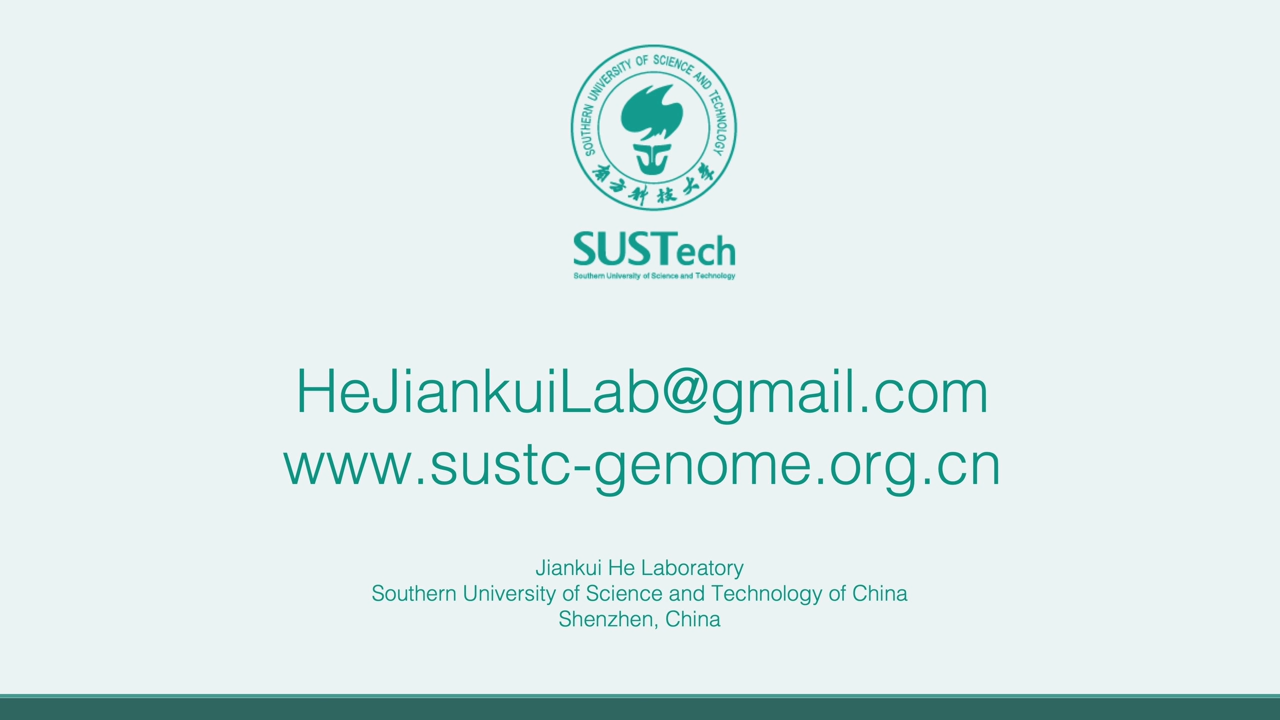 SOUTHERN UNIVERSITY OF SCIENCE AND TECHNOLOGY
南方科技大学
SUSTech
Southern University of Science and Technology
HeJiankuiLab@gmail.com
www.sustc-genome.org.cn
Jiankui He Laboratory
Southern University of Science and Technology of China
Shenzhen, China